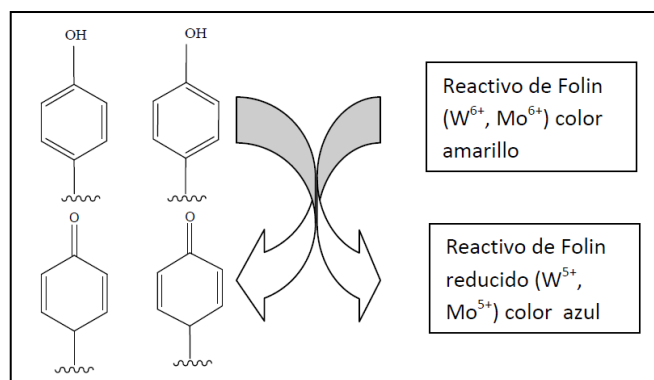 OH
OH
Reactivo de Folin
(W⁶⁺, Mo⁶⁺) color
amarillo
O
O
Reactivo de Folin
reducido (W⁵⁺,
Mo⁵⁺) color azul